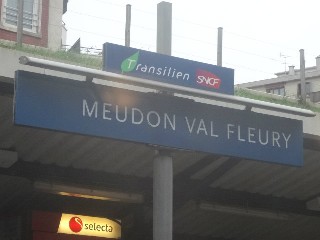 Transilien SNCF
MEUDON VAL FLEURY
selecta